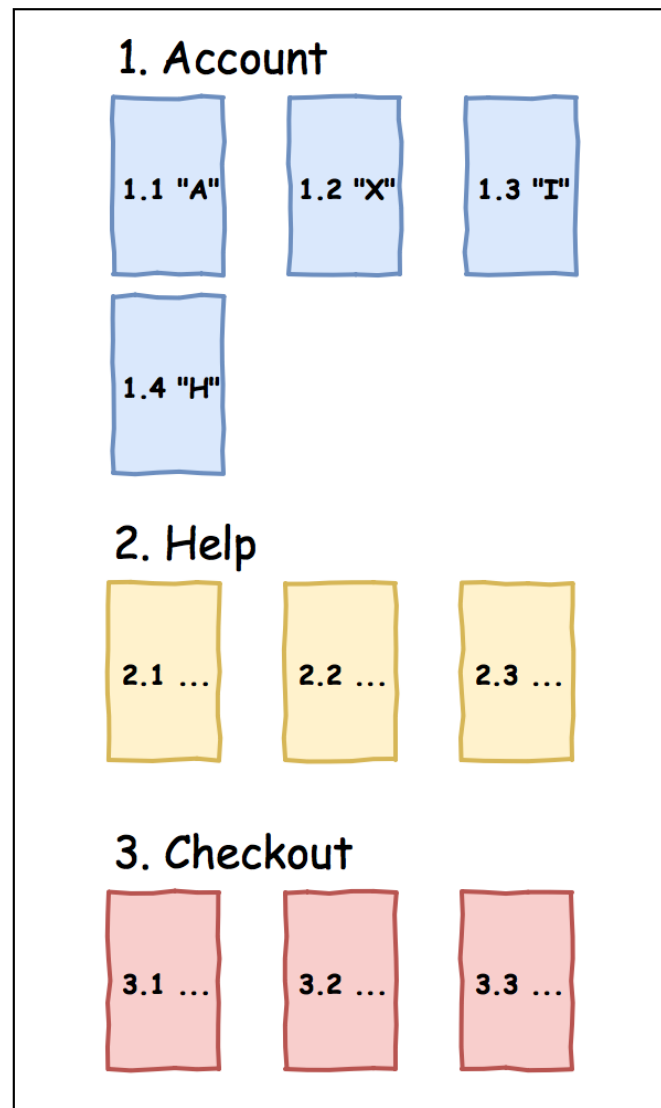 1. Account
1.1 "A"
1.2 "X"
1.3 "I"
1.4 "H"
2. Help
2.1 ...
2.2 ...
2.3 ...
3. Checkout
3.1 ...
3.2 ...
3.3 ...